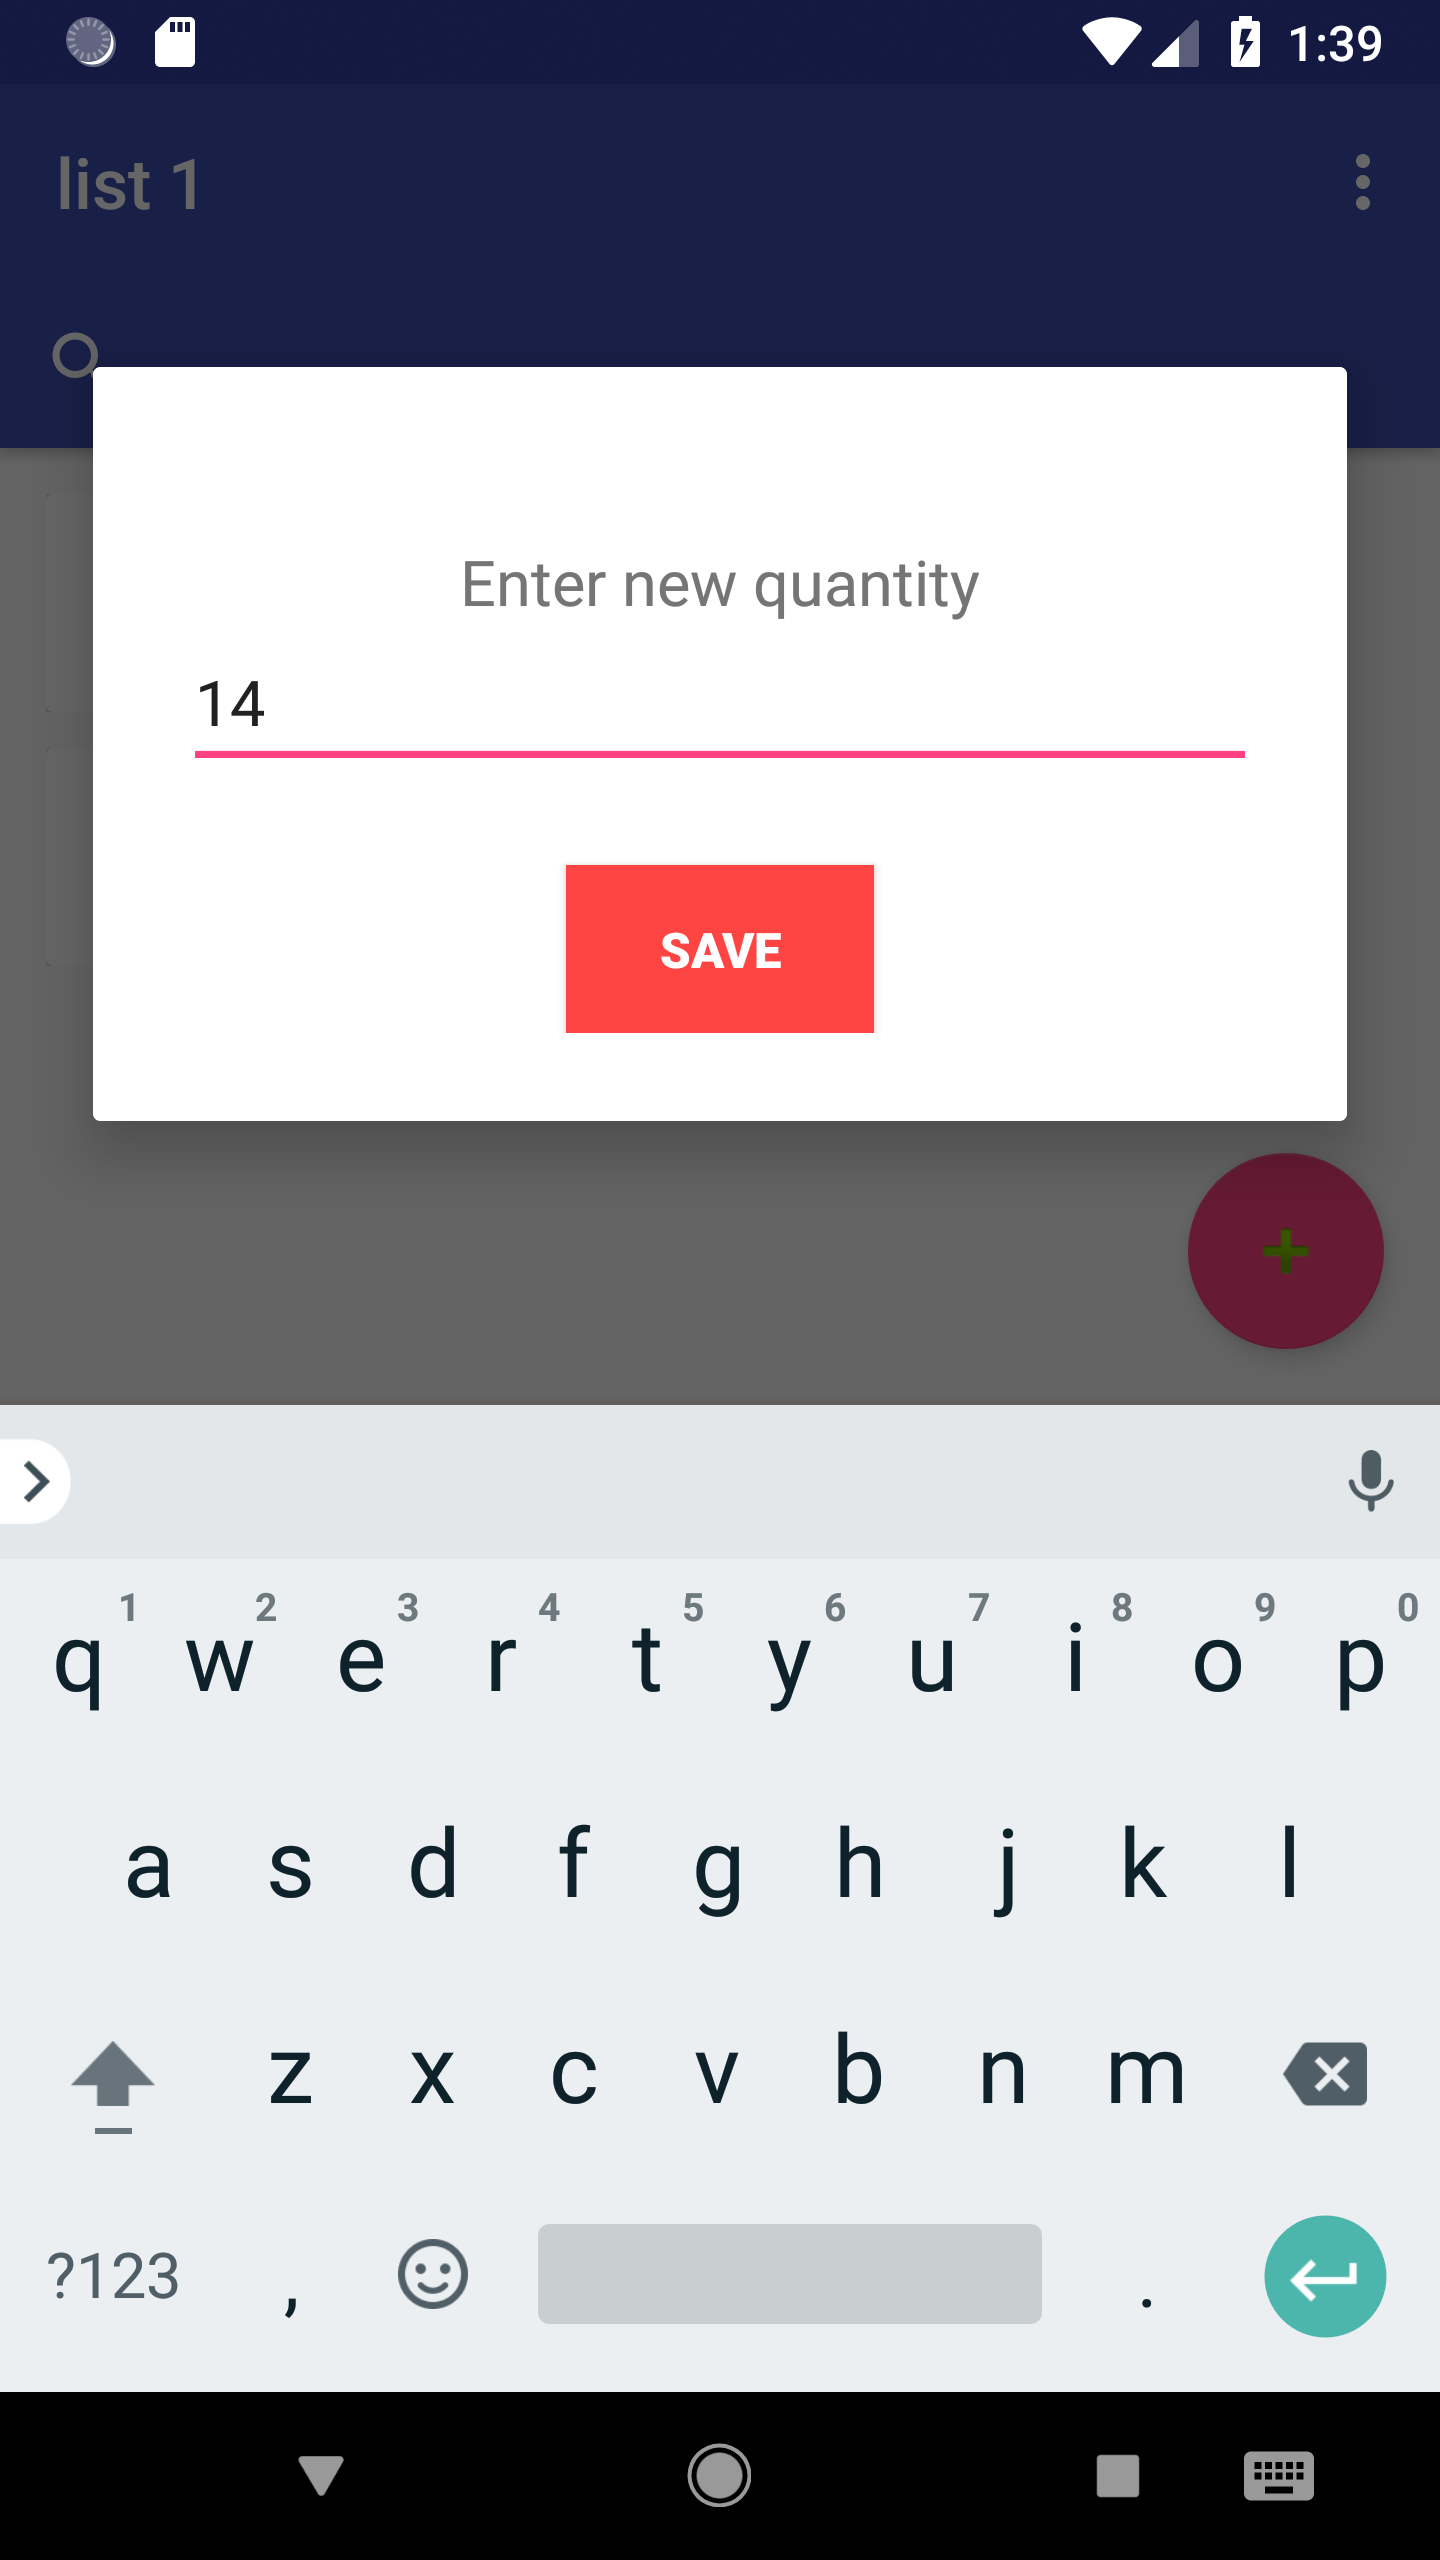 1:39
list 1
Enter new quantity
14
SAVE
1 2 3 4 5 6 7 8 9 0
q w e r t y u i o p
a s d f g h j k l
z x c v b n m
?123 , .